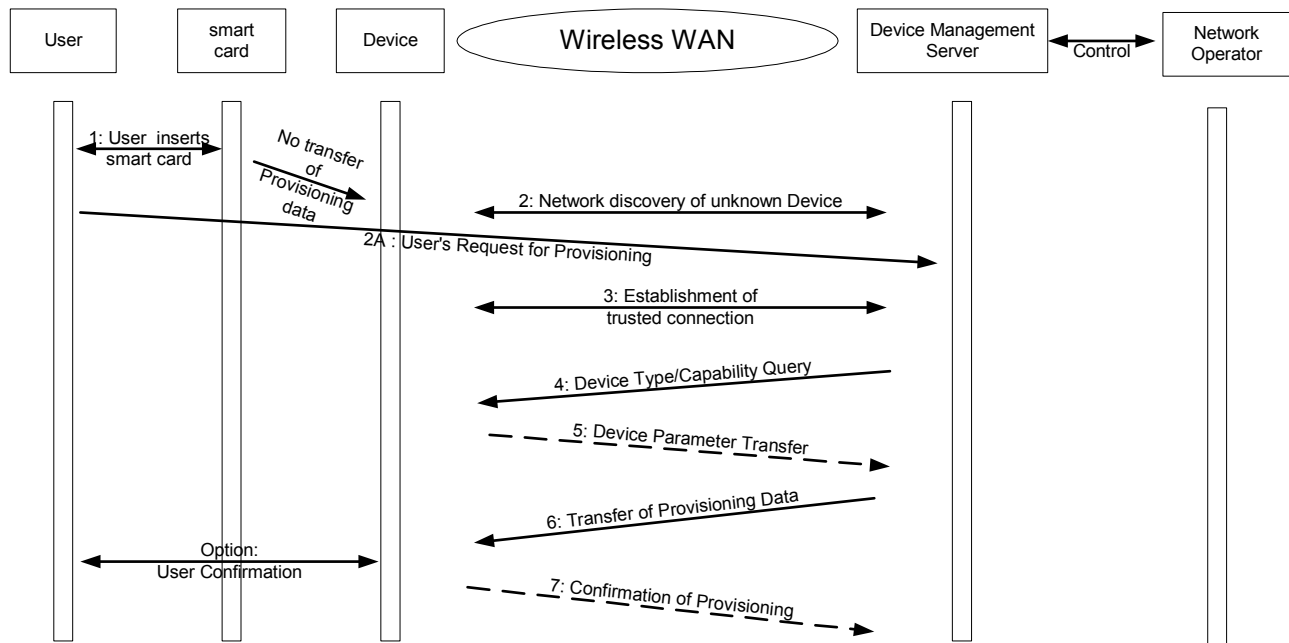 User
smart
card
Device
Wireless WAN
Device Management
Server
Control
Network
Operator
1: User inserts
smart card
No transfer
of
Provisioning
data
2: Network discovery of unknown Device
2A : User's Request for Provisioning
3: Establishment of
trusted connection
4: Device Type/Capability Query
5: Device Parameter Transfer
6: Transfer of Provisioning Data
Option:
User Confirmation
7: Confirmation of Provisioning